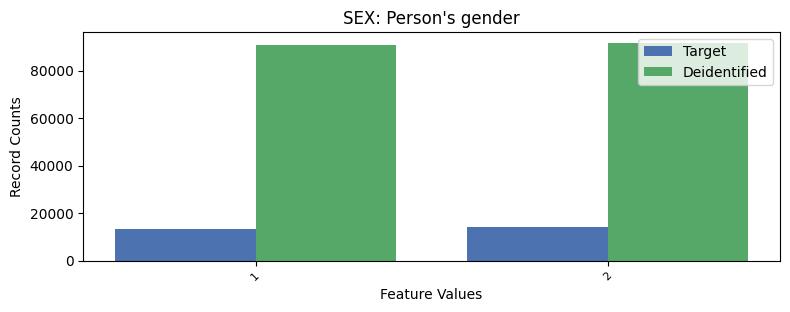 SEX: Person's gender
Target
Deidentified
Record Counts
80000
60000
40000
20000
0
1
2
Feature Values